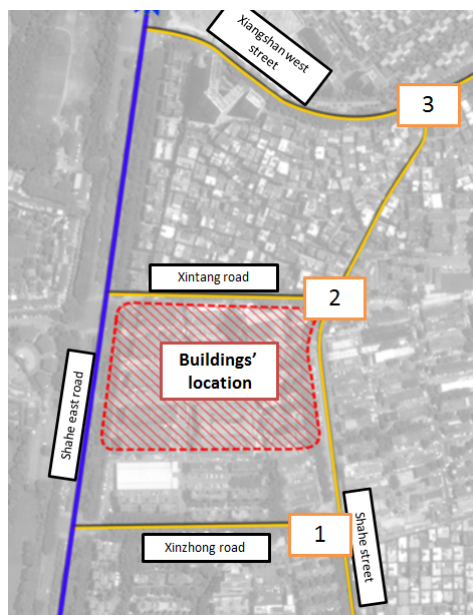 Xiangshan west
street
3
Xintang road
2
Buildings'
location
Shahe east road
1
Xinzhong road
Shahe street